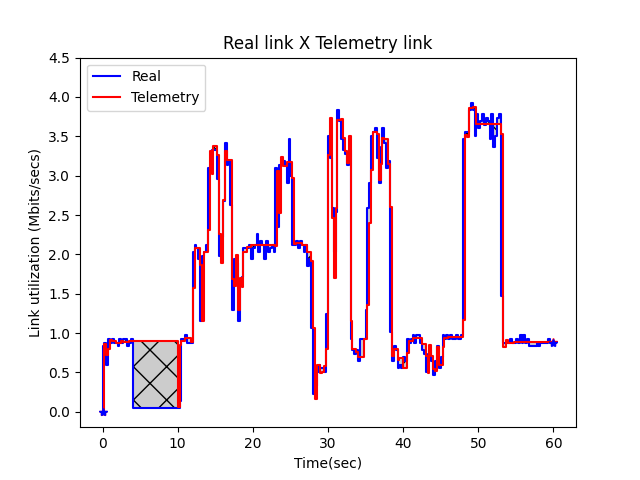 Real link X Telemetry link
Real
Telemetry
Link utilization (Mbits/secs)
4.5
4.0
3.5
3.0
2.5
2.0
1.5
1.0
0.5
0.0
0 10 20 30 40 50 60
Time(sec)